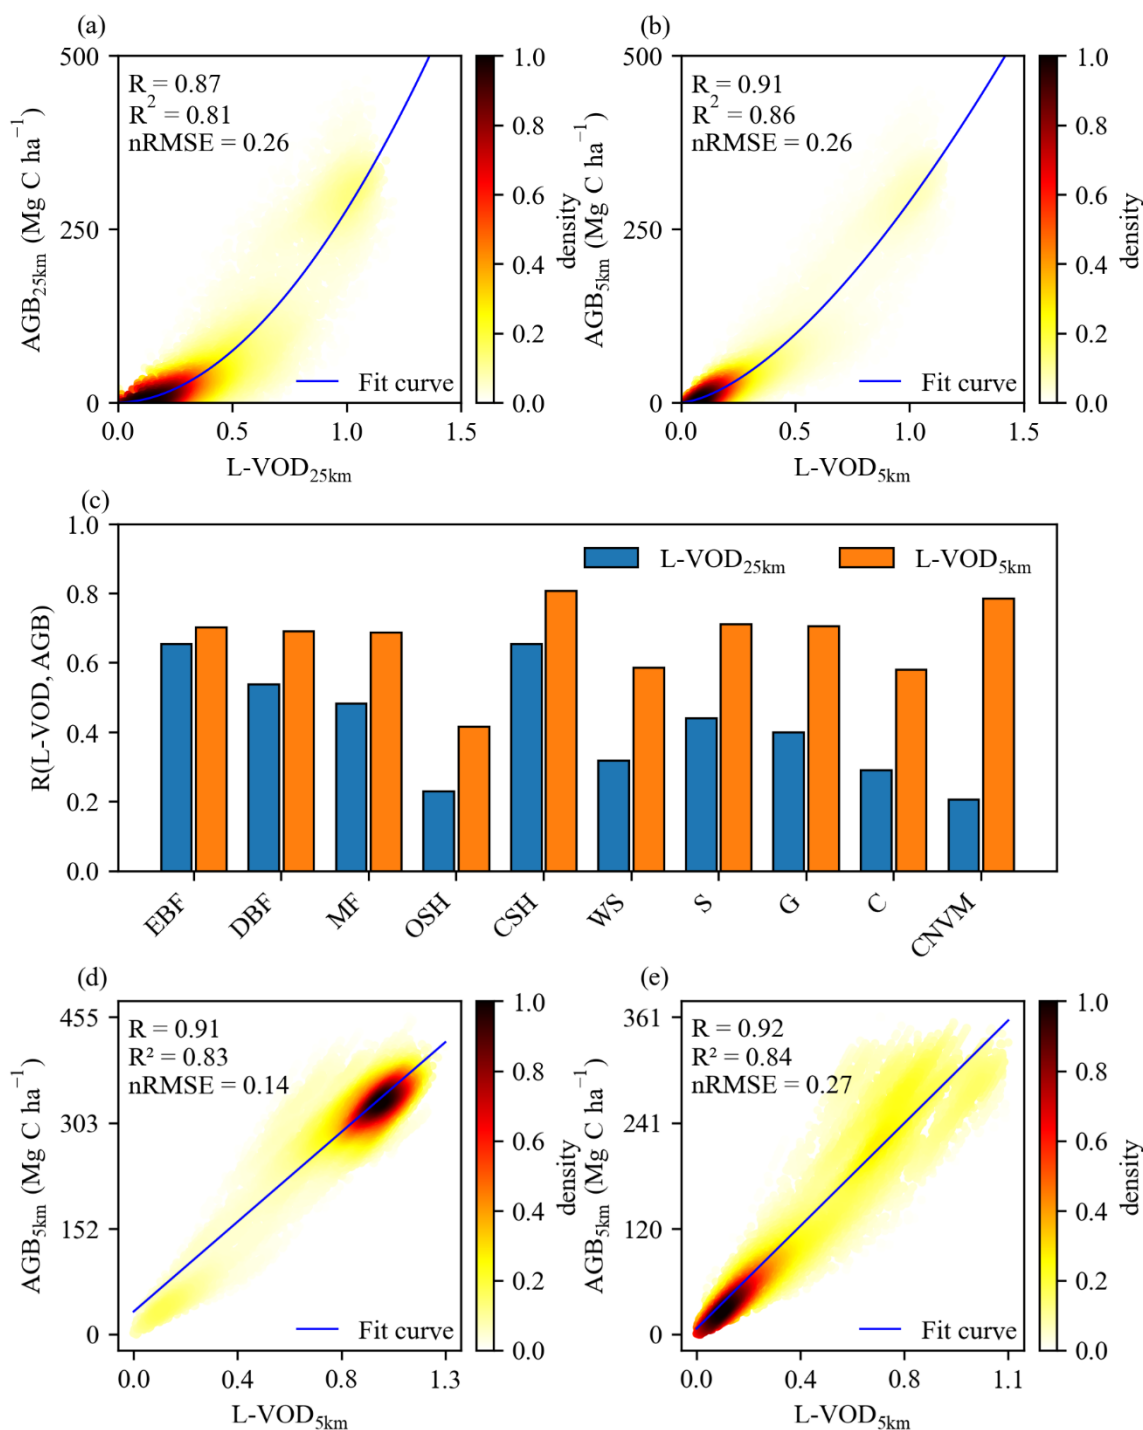 (a)
500
250
0
AGB25km (Mg C ha−1)
R = 0.87
R2 = 0.81
nRMSE = 0.26
Fit curve
0.0 0.5 1.0 1.5
L-VOD25km
1.0
0.8
0.6
0.4
0.2
0.0
density
(b)
500
250
0
AGB5km (Mg C ha−1)
R = 0.91
R2 = 0.86
nRMSE = 0.26
Fit curve
0.0 0.5 1.0 1.5
L-VOD5km
1.0
0.8
0.6
0.4
0.2
0.0
density
(c)
1.0
0.8
0.6
0.4
0.2
0.0
R(L-VOD, AGB)
L-VOD25km L-VOD5km
EBF DBF MF OSH CSH WS S G C CNVM
(d)
455
303
152
0
AGB5km (Mg C ha−1)
R = 0.91
R² = 0.83
nRMSE = 0.14
Fit curve
0.0 0.4 0.8 1.3
L-VOD5km
1.0
0.8
0.6
0.4
0.2
0.0
density
(e)
361
241
120
0
AGB5km (Mg C ha−1)
R = 0.92
R² = 0.84
nRMSE = 0.27
Fit curve
0.0 0.4 0.8 1.1
L-VOD5km
1.0
0.8
0.6
0.4
0.2
0.0
density